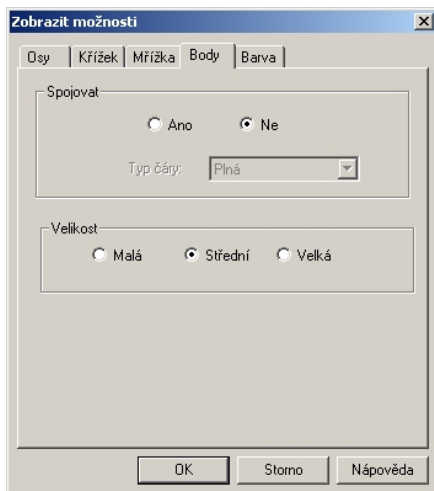 Zobrazit možnosti
Osy Křížek Mřížka Body Barva
Spojovat
Ano Ne
Typ čáry: Plná
Velikost
Malá Střední Velká
OK Storno Nápověda